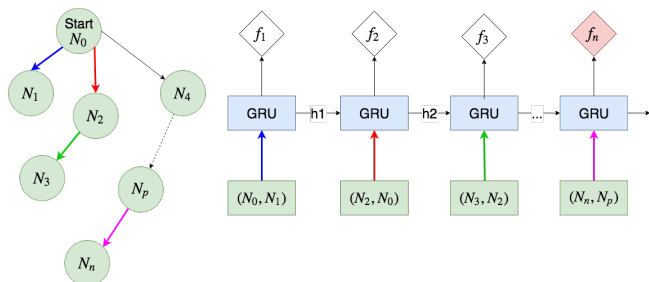 Start
N₀
N₁
N₂
N₄
N₃
Nₚ
Nₙ
f₁
f₂
f₃
fₙ
GRU
h1
GRU
h2
GRU
...
GRU
(N₀, N₁)
(N₂, N₀)
(N₃, N₂)
(Nₙ, Nₚ)